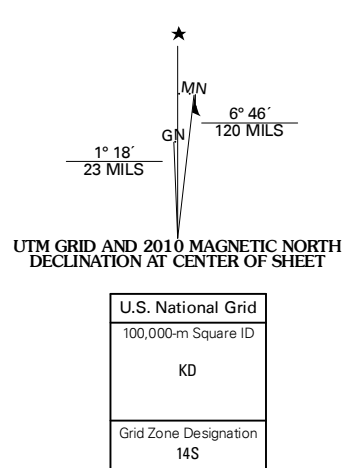 MN
6° 46´
120 MILS
GN
1° 18´
23 MILS
UTM GRID AND 2010 MAGNETIC NORTH
DECLINATION AT CENTER OF SHEET
U.S. National Grid
100,000-m Square ID
KD
Grid Zone Designation
14S